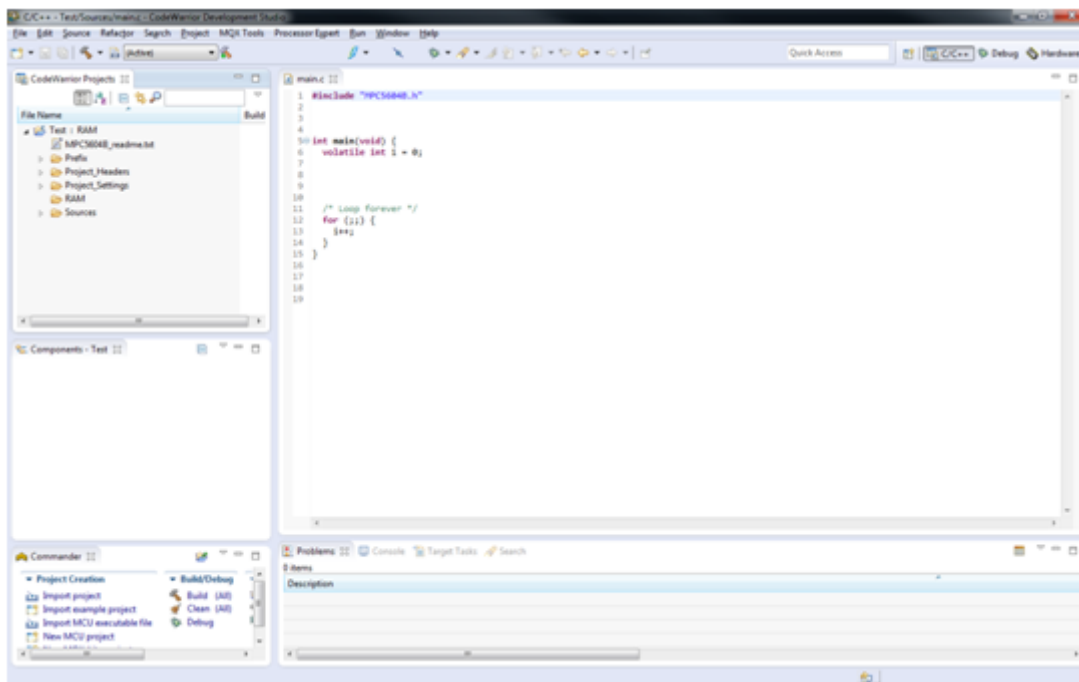 C/C++ - Test/Sources/main.c - CodeWarrior Development Studio
File Edit Source Refactor Search Project MQX Tools Processor Expert Run Window Help
(Active)
Quick Access
C/C++ Debug Hardware
CodeWarrior Projects
File Name Build
Test : RAM
MPC5604B_readme.txt
Prefix
Project_Headers
Project_Settings
RAM
Sources
main.c
1 #include "MPC5604B.h"
2
3
4
5 int main(void) {
6 volatile int i = 0;
7
8
9
10
11 /* Loop forever */
12 for (;;) {
13 i++;
14 }
15 }
16
17
18
19
Components - Test
Commander
Project Creation
Import project
Import example project
Import MCU executable file
New MCU project
Build/Debug
Build (All)
Clean (All)
Debug
Problems Console Target Tasks Search
0 items
Description